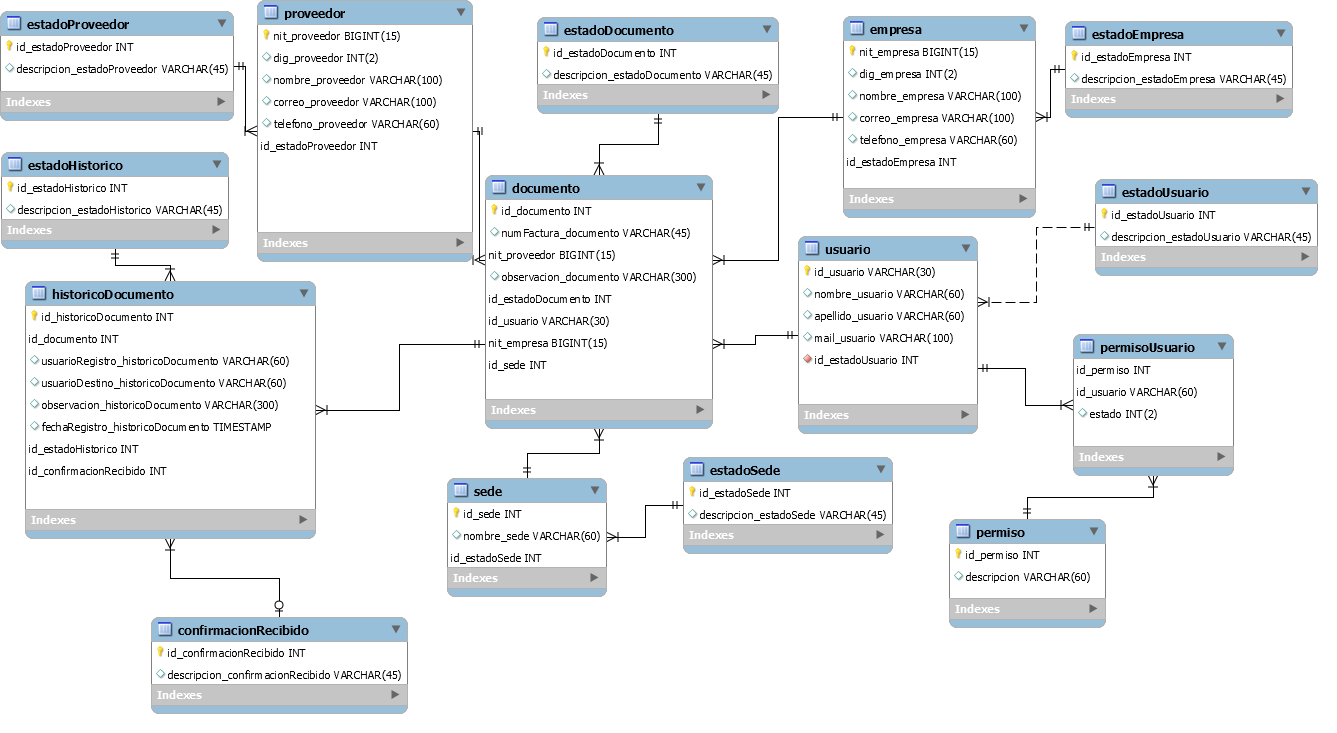 estadoProveedor
id_estadoProveedor INT
descripcion_estadoProveedor VARCHAR(45)
Indexes
proveedor
nit_proveedor BIGINT(15)
dig_proveedor INT(2)
nombre_proveedor VARCHAR(100)
correo_proveedor VARCHAR(100)
telefono_proveedor VARCHAR(60)
id_estadoProveedor INT
Indexes
estadoDocumento
id_estadoDocumento INT
descripcion_estadoDocumento VARCHAR(45)
Indexes
empresa
nit_empresa BIGINT(15)
dig_empresa INT(2)
nombre_empresa VARCHAR(100)
correo_empresa VARCHAR(100)
telefono_empresa VARCHAR(60)
id_estadoEmpresa INT
Indexes
estadoEmpresa
id_estadoEmpresa INT
descripcion_estadoEmpresa VARCHAR(45)
Indexes
estadoHistorico
id_estadoHistorico INT
descripcion_estadoHistorico VARCHAR(45)
Indexes
documento
id_documento INT
numFactura_documento VARCHAR(45)
nit_proveedor BIGINT(15)
observacion_documento VARCHAR(300)
id_estadoDocumento INT
id_usuario VARCHAR(30)
nit_empresa BIGINT(15)
id_sede INT
Indexes
usuario
id_usuario VARCHAR(30)
nombre_usuario VARCHAR(60)
apellido_usuario VARCHAR(60)
mail_usuario VARCHAR(100)
id_estadoUsuario INT
Indexes
estadoUsuario
id_estadoUsuario INT
descripcion_estadoUsuario VARCHAR(45)
Indexes
historicoDocumento
id_historicoDocumento INT
id_documento INT
usuarioRegistro_historicoDocumento VARCHAR(60)
usuarioDestino_historicoDocumento VARCHAR(60)
observacion_historicoDocumento VARCHAR(300)
fechaRegistro_historicoDocumento TIMESTAMP
id_estadoHistorico INT
id_confirmacionRecibido INT
Indexes
permisoUsuario
id_permiso INT
id_usuario VARCHAR(60)
estado INT(2)
Indexes
sede
id_sede INT
nombre_sede VARCHAR(60)
id_estadoSede INT
Indexes
estadoSede
id_estadoSede INT
descripcion_estadoSede VARCHAR(45)
Indexes
permiso
id_permiso INT
descripcion VARCHAR(60)
Indexes
confirmacionRecibido
id_confirmacionRecibido INT
descripcion_confirmacionRecibido VARCHAR(45)
Indexes